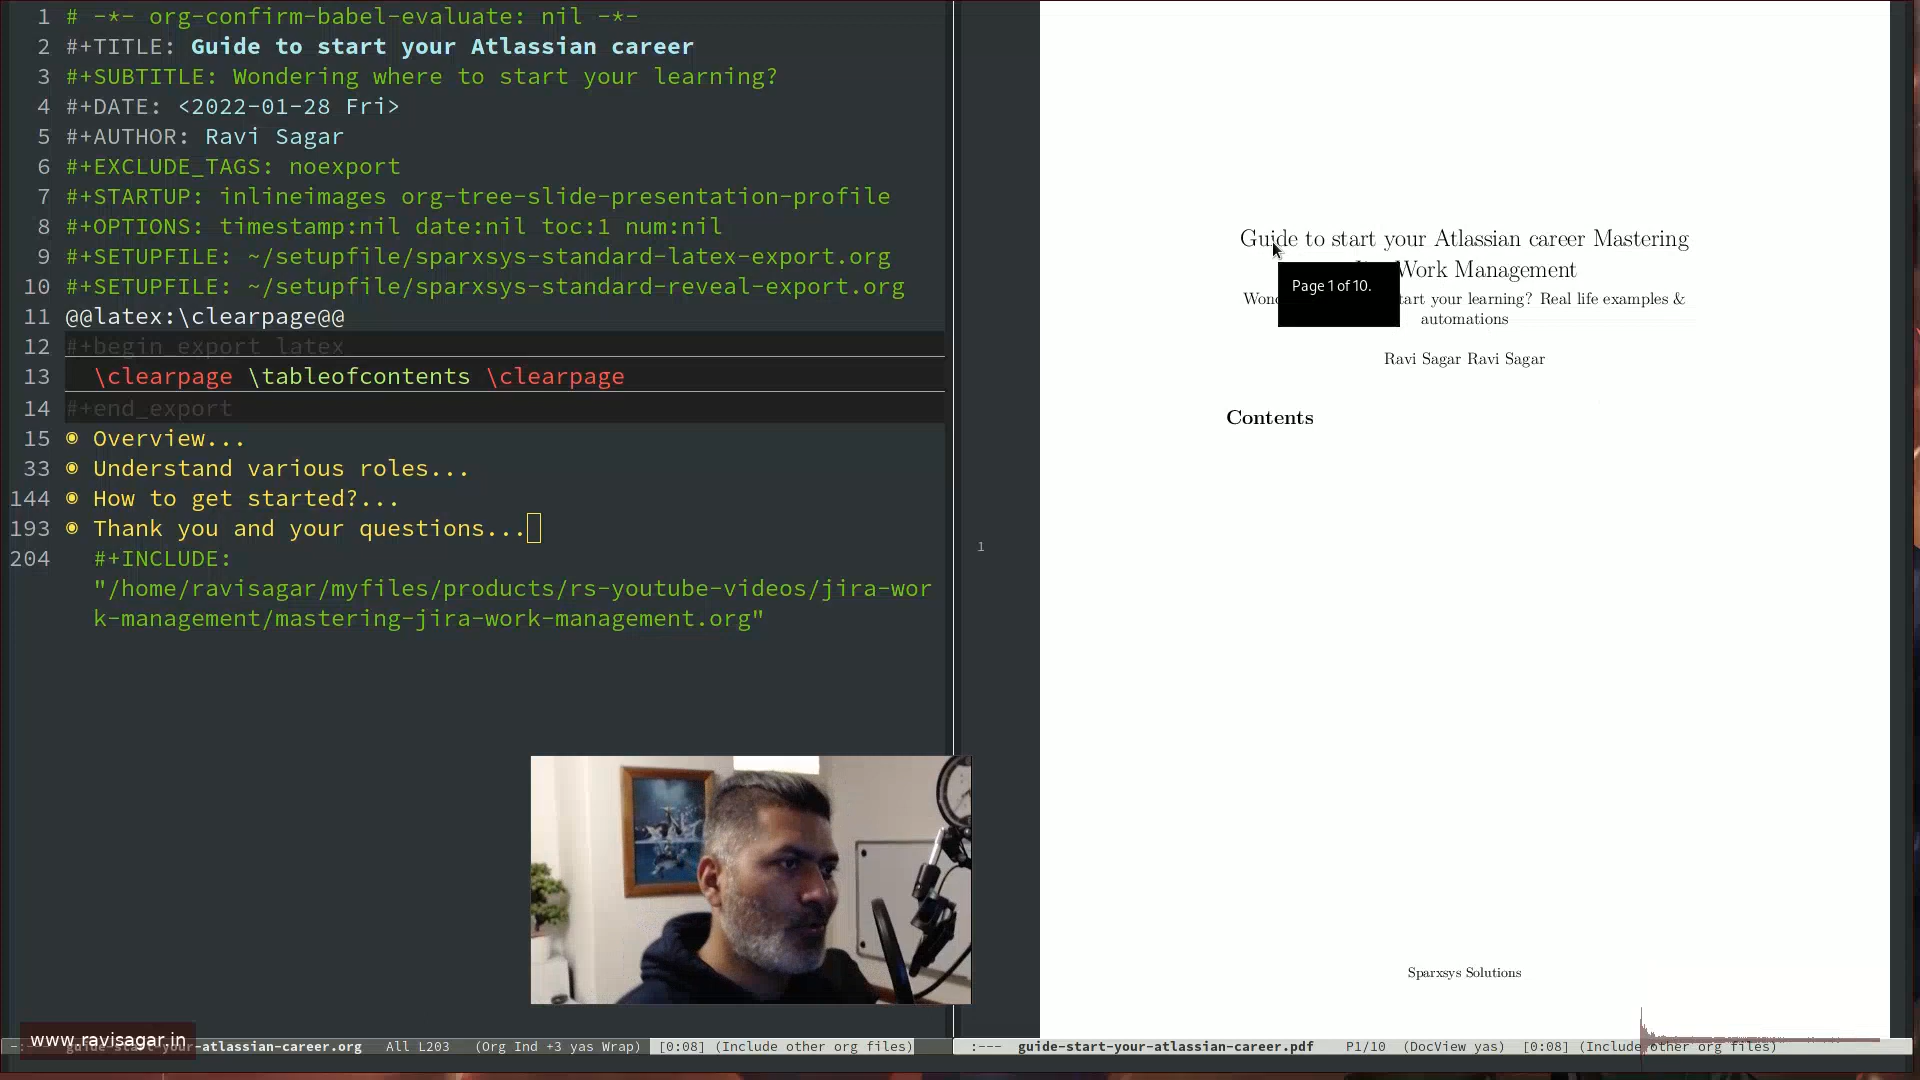 1 # -*- org-confirm-babel-evaluate: nil -*-
2 #+TITLE: Guide to start your Atlassian career
3 #+SUBTITLE: Wondering where to start your learning?
4 #+DATE: <2022-01-28 Fri>
5 #+AUTHOR: Ravi Sagar
6 #+EXCLUDE_TAGS: noexport
7 #+STARTUP: inlineimages org-tree-slide-presentation-profile
8 #+OPTIONS: timestamp:nil date:nil toc:1 num:nil
9 #+SETUPFILE: ~/setupfile/sparxsys-standard-latex-export.org
10 #+SETUPFILE: ~/setupfile/sparxsys-standard-reveal-export.org
11 @@latex:\clearpage@@
12 #+begin_export latex
13 \clearpage \tableofcontents \clearpage
14 #+end_export
15 ◉ Overview...
33 ◉ Understand various roles...
144 ◉ How to get started?...
193 ◉ Thank you and your questions...
204 #+INCLUDE:
"/home/ravisagar/myfiles/products/rs-youtube-videos/jira-wor
k-management/mastering-jira-work-management.org"
www.ravisagar.in
guide-start-your-atlassian-career.org All L203 (Org Ind +3 yas Wrap) [0:08] (Include other org files)
1
Guide to start your Atlassian career Mastering
Work Management
Page 1 of 10.
start your learning? Real life examples &
automations
Ravi Sagar Ravi Sagar
Contents
Sparxsys Solutions
:--- guide-start-your-atlassian-career.pdf P1/10 (DocView yas) [0:08] (Include other org files)